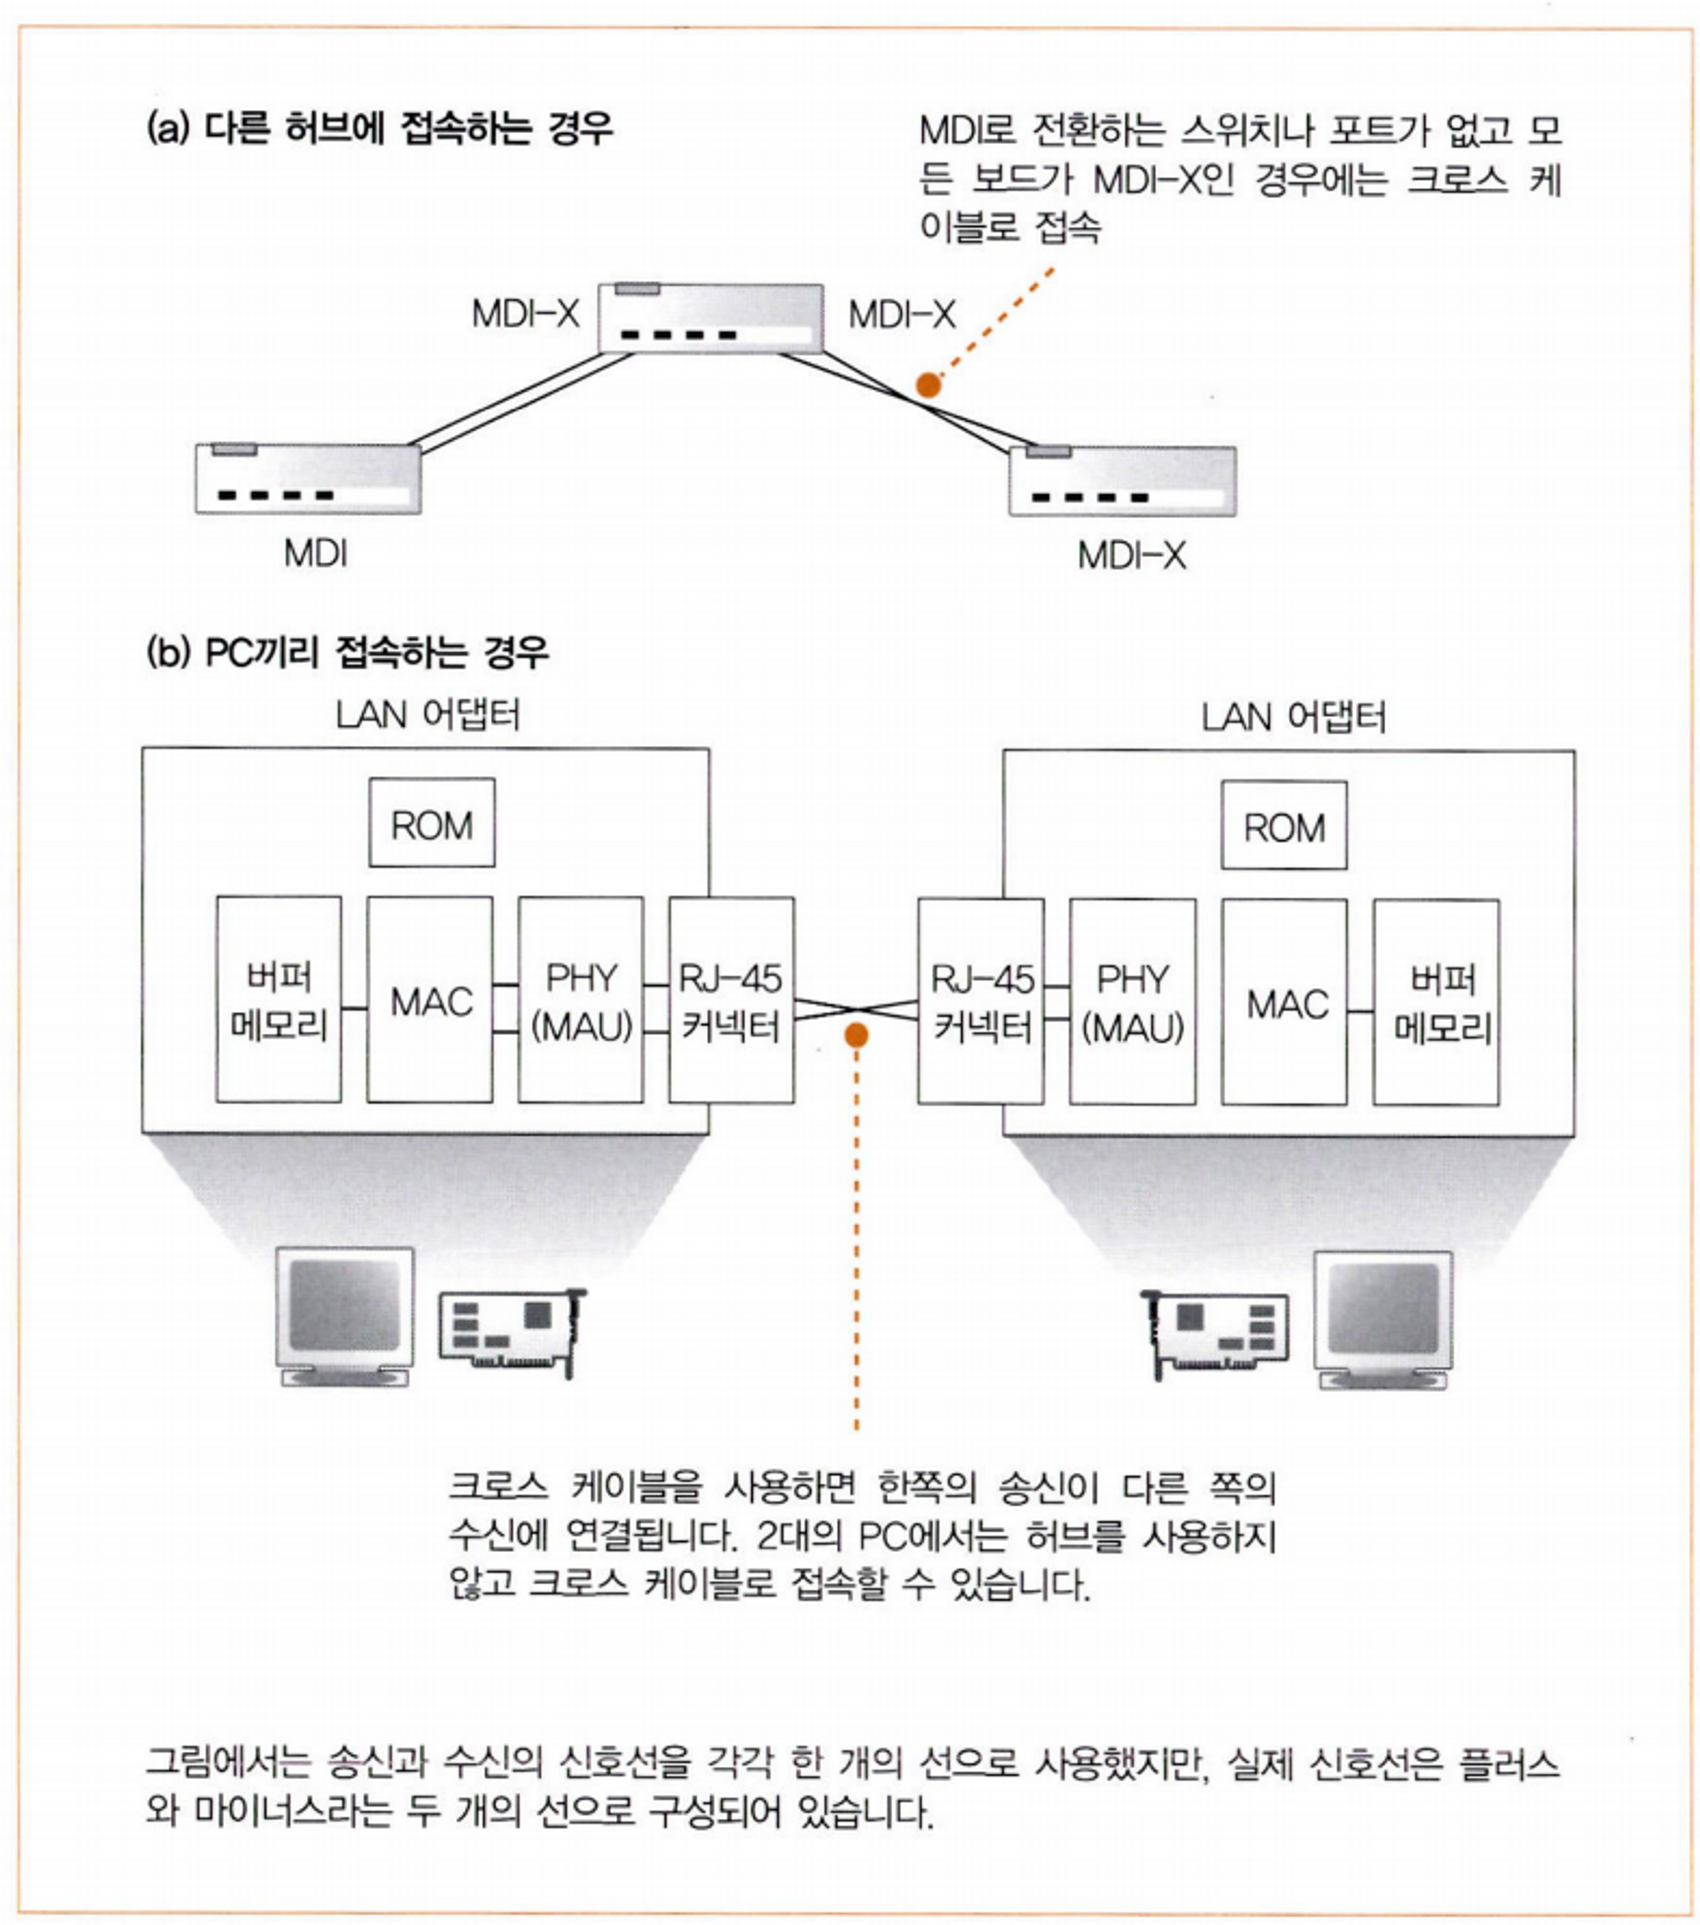 (a) 다른 허브에 접속하는 경우
MDI로 전환하는 스위치나 포트가 없고 모
든 보드가 MDI-X인 경우에는 크로스 케
이블로 접속
MDI-X
MDI-X
MDI
MDI-X
(b) PC끼리 접속하는 경우
LAN 어댑터
LAN 어댑터
ROM
ROM
버퍼
메모리
MAC
PHY
(MAU)
RJ-45
커넥터
RJ-45
커넥터
PHY
(MAU)
MAC
버퍼
메모리
크로스 케이블을 사용하면 한쪽의 송신이 다른 쪽의
수신에 연결됩니다. 2대의 PC에서는 허브를 사용하지
않고 크로스 케이블로 접속할 수 있습니다.
그림에서는 송신과 수신의 신호선을 각각 한 개의 선으로 사용했지만, 실제 신호선은 플러스
와 마이너스라는 두 개의 선으로 구성되어 있습니다.